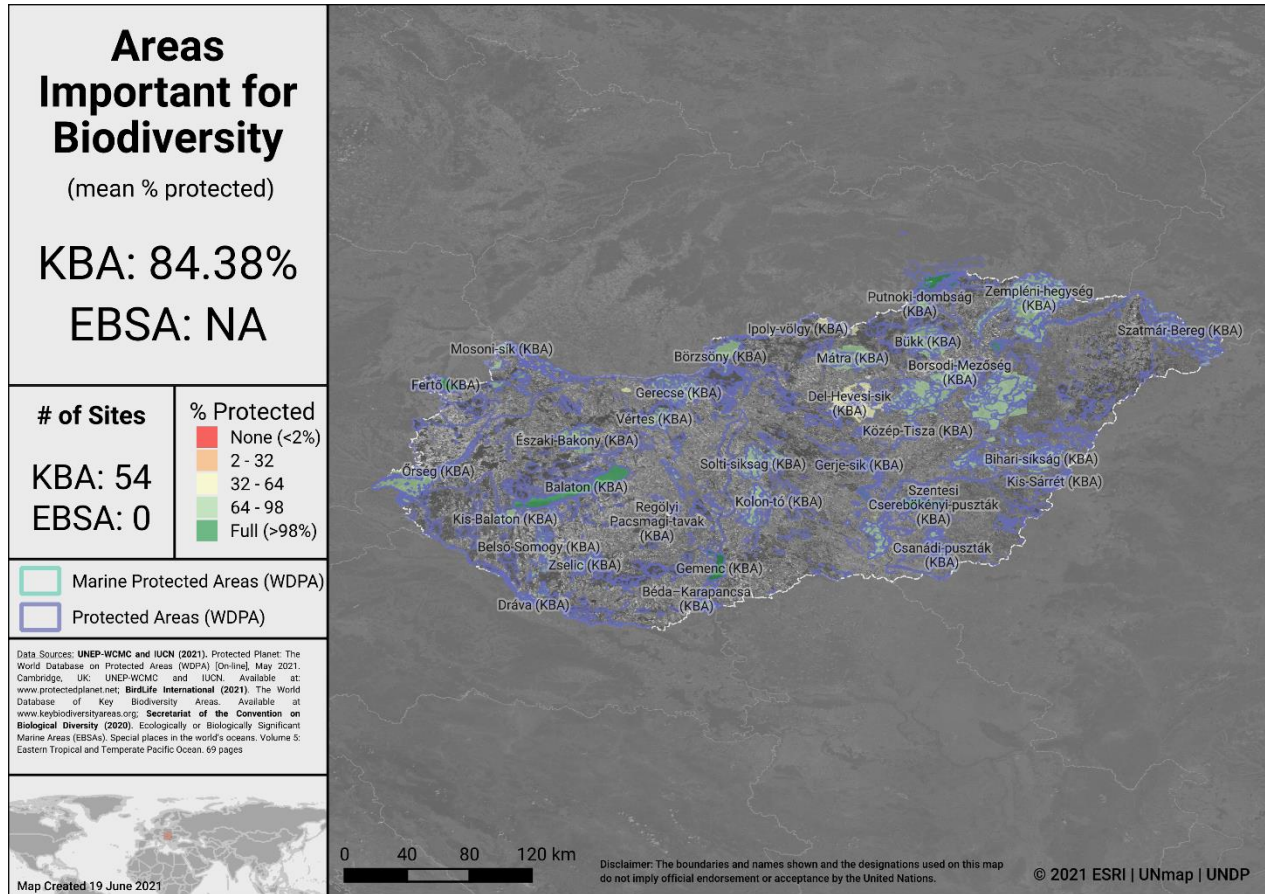 Areas
Important for
Biodiversity
(mean % protected)
KBA: 84.38%
EBSA: NA
# of Sites
KBA: 54
EBSA: 0
% Protected
None (<2%)
2 - 32
32 - 64
64 - 98
Full (>98%)
Marine Protected Areas (WDPA)
Protected Areas (WDPA)
Data Sources: UNEP-WCMC and IUCN (2021). Protected Planet: The
World Database on Protected Areas (WDPA) [On-line], May 2021.
Cambridge, UK: UNEP-WCMC and IUCN. Available at:
www.protectedplanet.net; BirdLife International (2021). The World
Database of Key Biodiversity Areas. Available at
www.keybiodiversityareas.org; Secretariat of the Convention on
Biological Diversity (2020). Ecologically or Biologically Significant
Marine Areas (EBSAs). Special places in the world's oceans. Volume 5:
Eastern Tropical and Temperate Pacific Ocean. 69 pages
Map Created 19 June 2021
Putnoki-dombság
(KBA)
Zempléni-hegység
(KBA)
Ipoly-völgy (KBA)
Szatmár-Bereg (KBA)
Mosoni-sík (KBA)
Börzsöny (KBA)
Mátra (KBA)
Bükk (KBA)
Borsodi-Mezőség
(KBA)
Fertő (KBA)
Gerecse (KBA)
Del-Hevesi-sik
(KBA)
Vértes (KBA)
Közép-Tisza (KBA)
Északi-Bakony (KBA)
Őrség (KBA)
Solti-síkság (KBA)
Gerje-sík (KBA)
Bihari-síkság (KBA)
Kis-Sárrét (KBA)
Balaton (KBA)
Kolon-tó (KBA)
Szentesi
Cserebökényi-puszták
(KBA)
Kis-Balaton (KBA)
Regölyi
Pacsmagi-tavak
(KBA)
Belső-Somogy (KBA)
Zselic (KBA)
Gemenc (KBA)
Csanádi-puszták
(KBA)
Dráva (KBA)
Béda–Karapancsa
(KBA)
0 40 80 120 km
Disclaimer: The boundaries and names shown and the designations used on this map
do not imply official endorsement or acceptance by the United Nations.
© 2021 ESRI | UNmap | UNDP